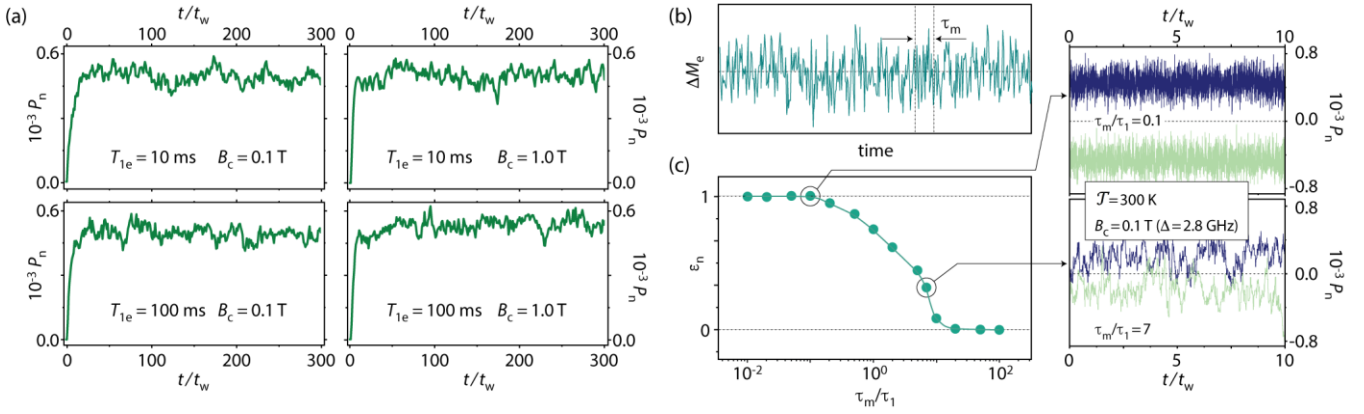 (a)
t/tw
0 100 200 300
t/tw
0 100 200 300
0.6
10⁻³ Pn
0.0
T1e = 10 ms Bc = 0.1 T
T1e = 10 ms Bc = 1.0 T
0.6
10⁻³ Pn
0.0
0.6
10⁻³ Pn
0.0
T1e = 100 ms Bc = 0.1 T
T1e = 100 ms Bc = 1.0 T
0.6
10⁻³ Pn
0.0
0 100 200 300
t/tw
0 100 200 300
t/tw
(b)
τm
ΔMe
time
(c)
1
εn
0
10⁻² 10⁰ 10²
τm/τ1
t/tw
0 5 10
0.8
10⁻³ Pn
0.0
-0.8
τm/τ1 = 0.1
𝒯 = 300 K
Bc = 0.1 T (Δ = 2.8 GHz)
0.8
10⁻³ Pn
0.0
-0.8
τm/τ1 = 7
0 5 10
t/tw